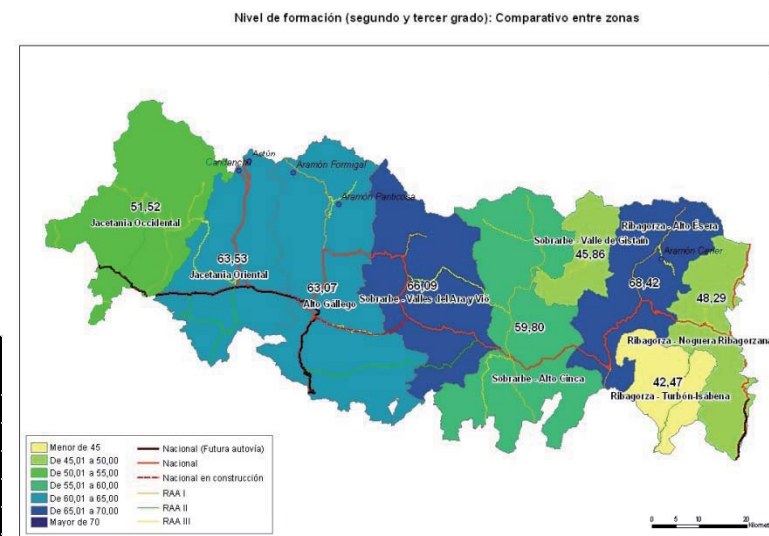 Nivel de formación (segundo y tercer grado): Comparativo entre zonas
Candanchú
Astún
Aramón Formigal
Aramón Panticosa
51,52
Jacetania Occidental
63,53
Jacetania Oriental
63,07
Alto Gállego
66,09
Sobrarbe - Valles del Ara y Vio
Sobrarbe - Valle de Gistaín
45,86
Ribagorza - Alto Ésera
Aramón Cerler
68,42
48,29
59,80
Ribagorza - Noguera Ribagorzana
Sobrarbe - Alto Cinca
42,47
Ribagorza - Turbón-Isábena
Menor de 45
De 45,01 a 50,00
De 50,01 a 55,00
De 55,01 a 60,00
De 60,01 a 65,00
De 65,01 a 70,00
Mayor de 70
Nacional (Futura autovía)
Nacional
Nacional en construcción
RAA I
RAA II
RAA III
0 5 10 20
Kilomet